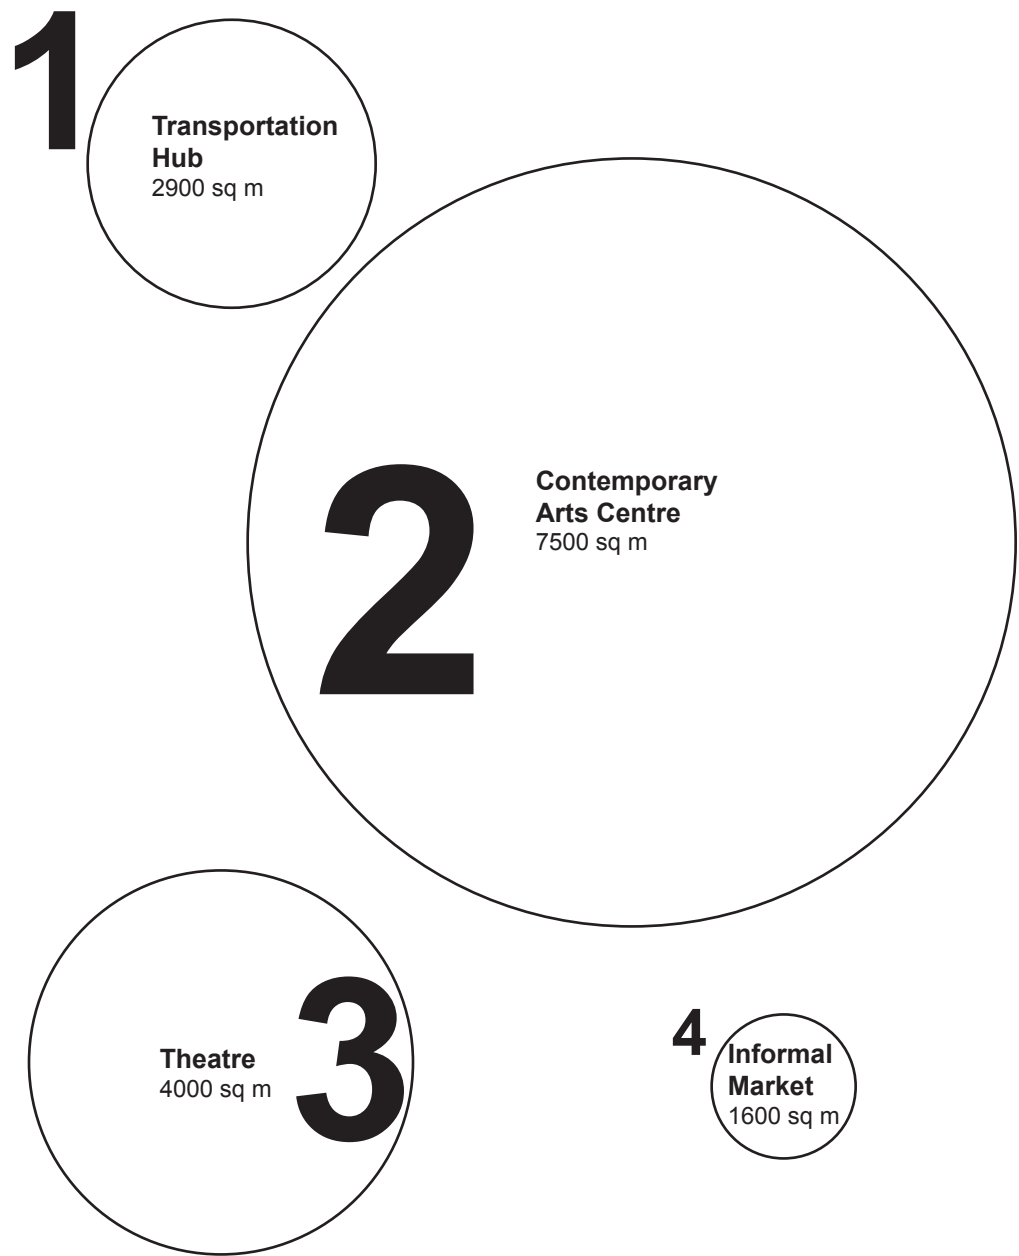 1
Transportation
Hub
2900 sq m
2
Contemporary
Arts Centre
7500 sq m
3
Theatre
4000 sq m
4
Informal
Market
1600 sq m